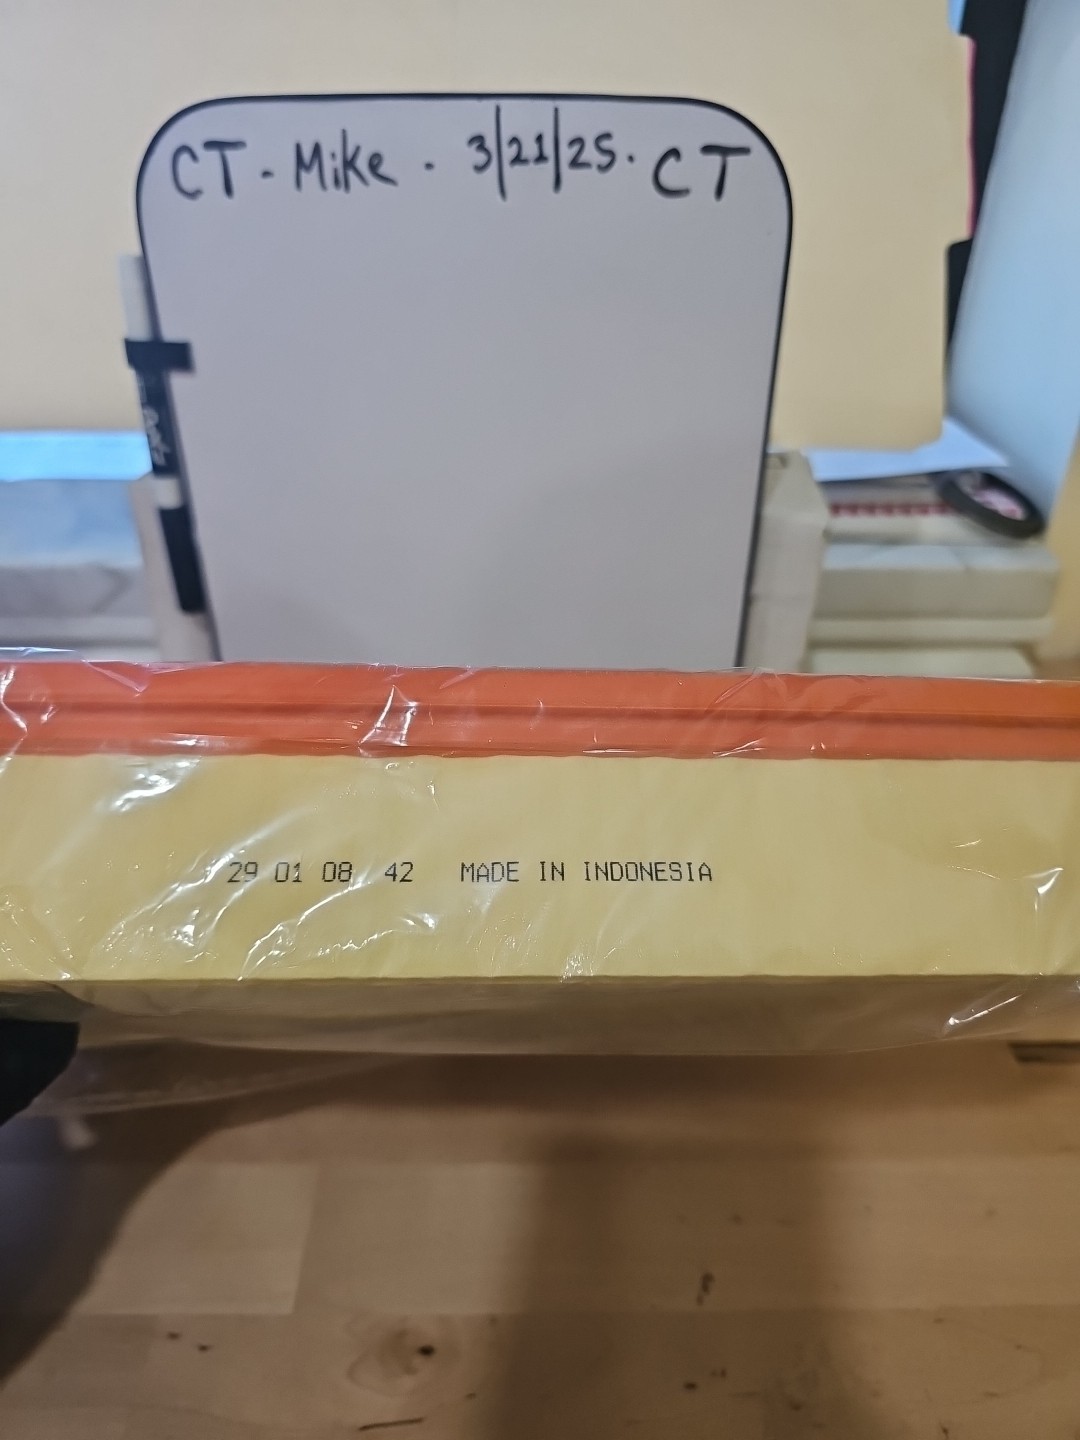 CT - Mike - 3/21/25. CT
29 01 08 42 MADE IN INDONESIA